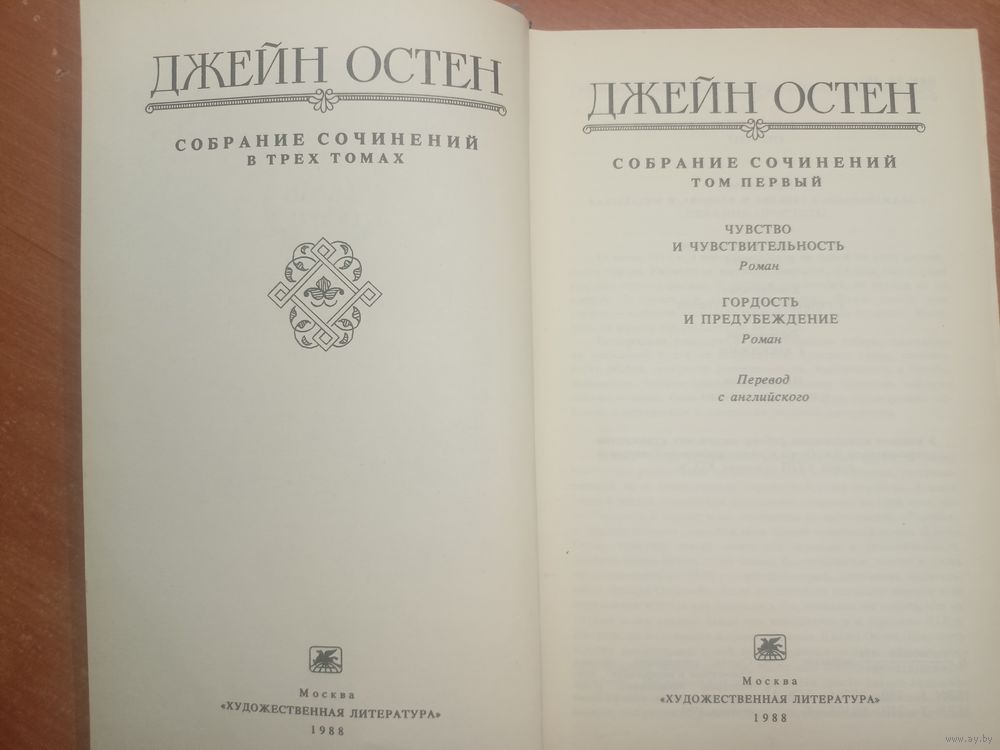 ДЖЕЙН ОСТЕН
СОБРАНИЕ СОЧИНЕНИЙ
В ТРЕХ ТОМАХ
Москва
«ХУДОЖЕСТВЕННАЯ ЛИТЕРАТУРА»
1988
ДЖЕЙН ОСТЕН
СОБРАНИЕ СОЧИНЕНИЙ
ТОМ ПЕРВЫЙ
ЧУВСТВО
И ЧУВСТВИТЕЛЬНОСТЬ
Роман
ГОРДОСТЬ
И ПРЕДУБЕЖДЕНИЕ
Роман
Перевод
с английского
Москва
«ХУДОЖЕСТВЕННАЯ ЛИТЕРАТУРА»
1988
www.ay.by